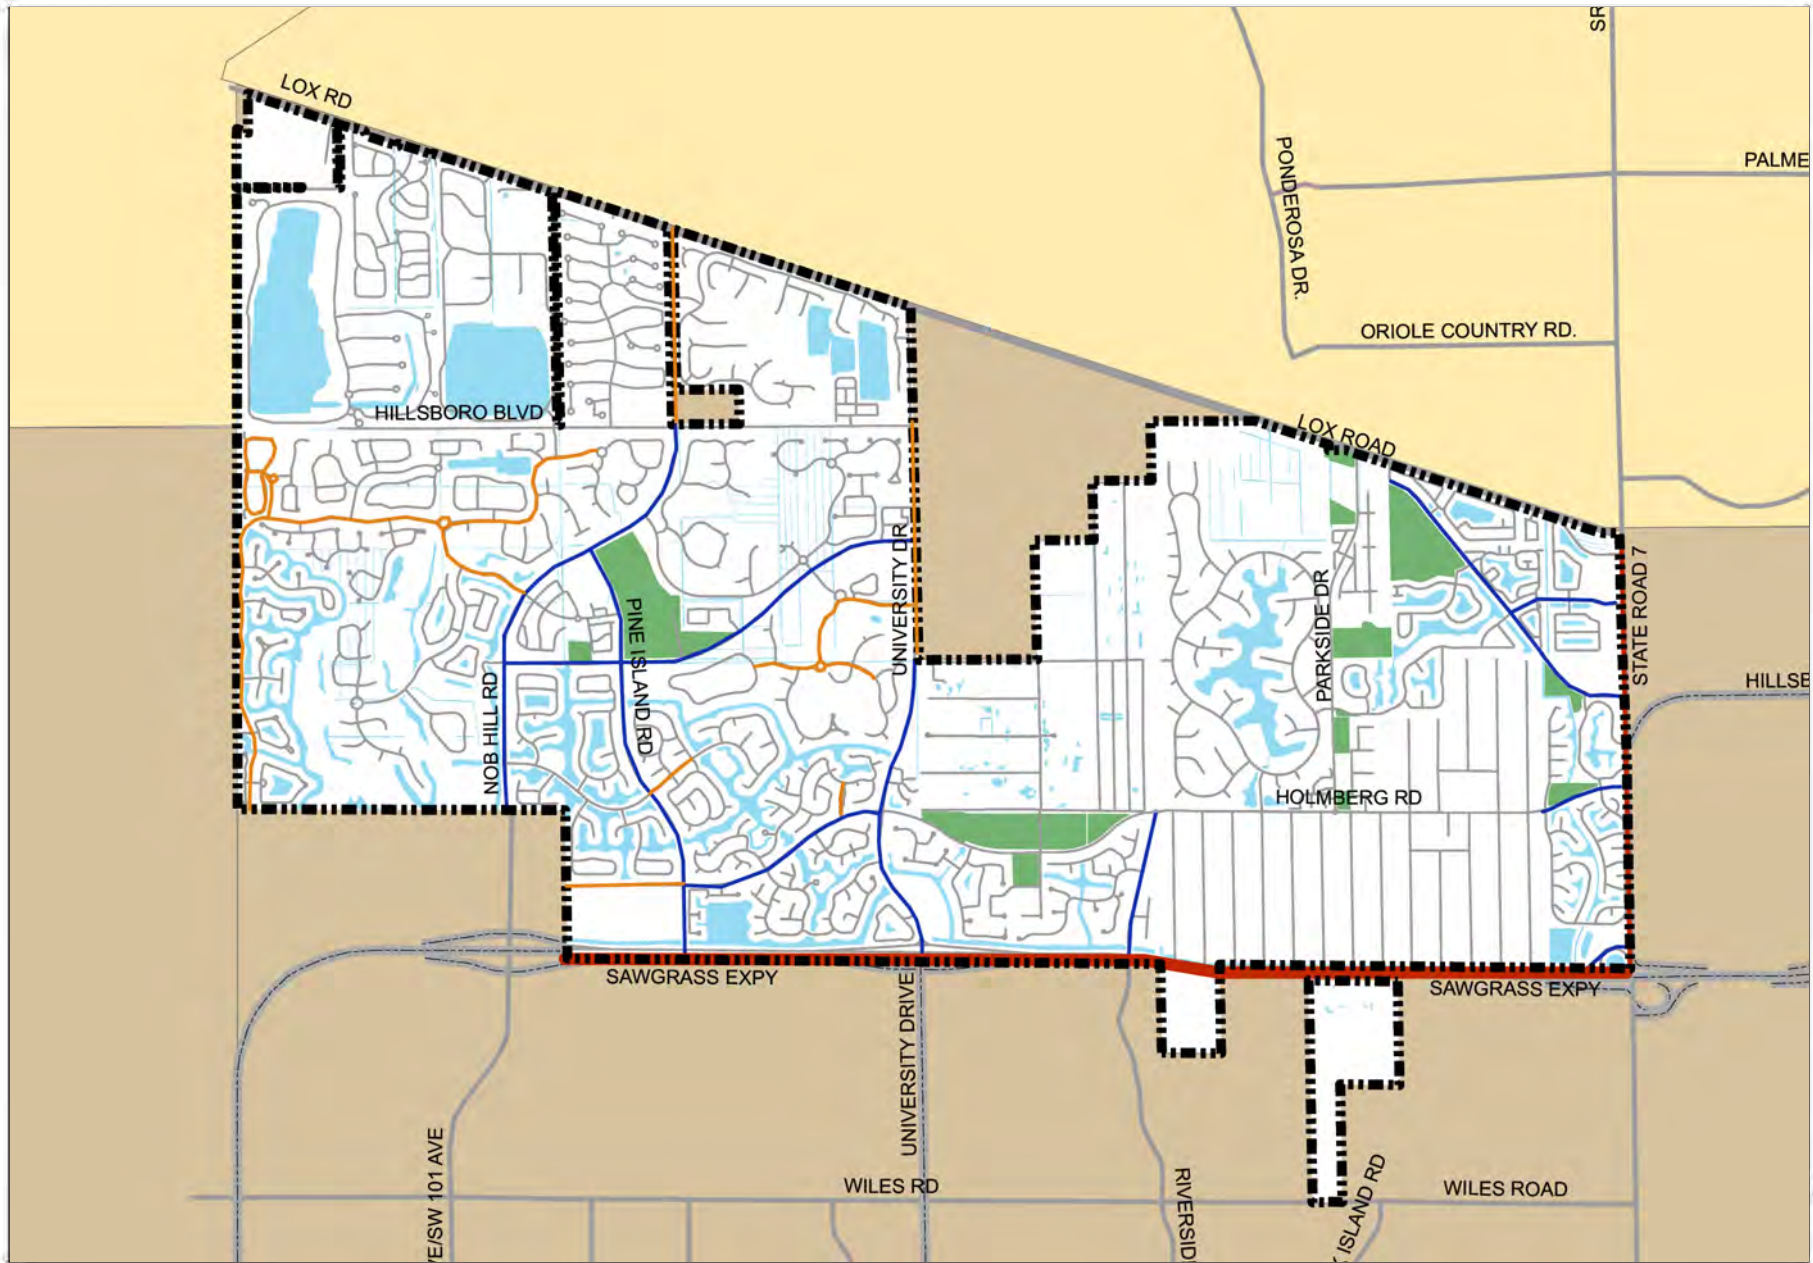 SR
LOX RD
PALME
PONDEROSA DR.
ORIOLE COUNTRY RD.
HILLSBORO BLVD
LOX ROAD
UNIVERSITY DR
STATE ROAD 7
PARKSIDE DR
PINE ISLAND RD
NOB HILL RD
HILLSB
HOLMBERG RD
SAWGRASS EXPY
SAWGRASS EXPY
UNIVERSITY DRIVE
VE/SW 101 AVE
WILES RD
RIVERSID
ISLAND RD
WILES ROAD